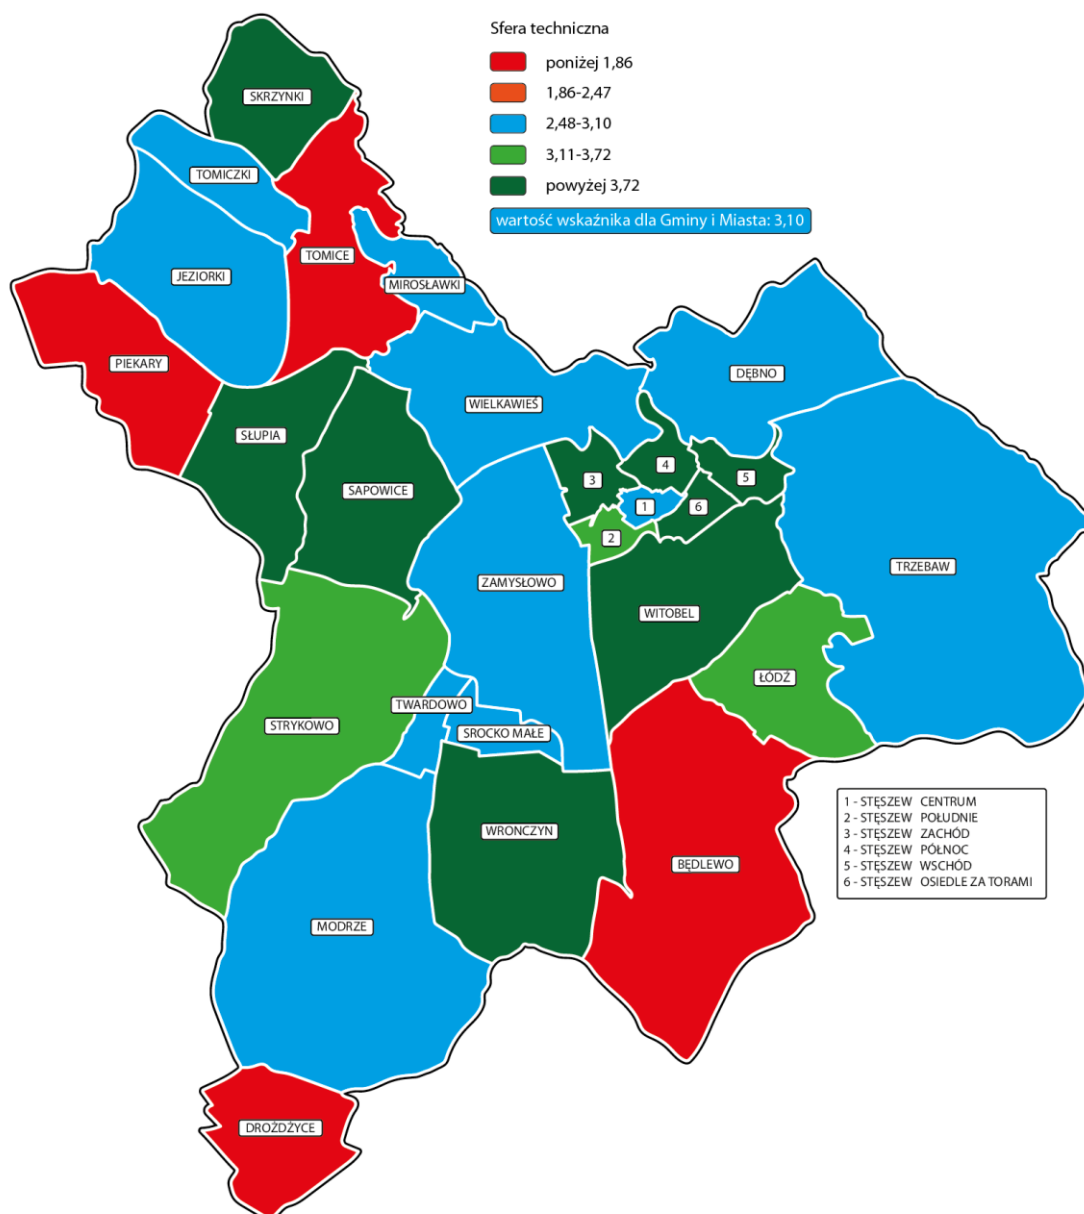 Sfera techniczna
poniżej 1,86
1,86-2,47
2,48-3,10
3,11-3,72
powyżej 3,72
wartość wskaźnika dla Gminy i Miasta: 3,10
SKRZYNKI
TOMICZKI
TOMICE
JEZIORKI
MIROSŁAWKI
PIEKARY
DĘBNO
WIELKAWIEŚ
SŁUPIA
SAPOWICE
3
4
5
1
6
2
ZAMYSŁOWO
TRZEBAW
WITOBEL
ŁÓDŹ
TWARDOWO
STRYKOWO
SROCKO MAŁE
WRONCZYN
BĘDLEWO
MODRZE
DROŻDŻYCE
1 - STĘSZEW CENTRUM
2 - STĘSZEW POŁUDNIE
3 - STĘSZEW ZACHÓD
4 - STĘSZEW PÓŁNOC
5 - STĘSZEW WSCHÓD
6 - STĘSZEW OSIEDLE ZA TORAMI